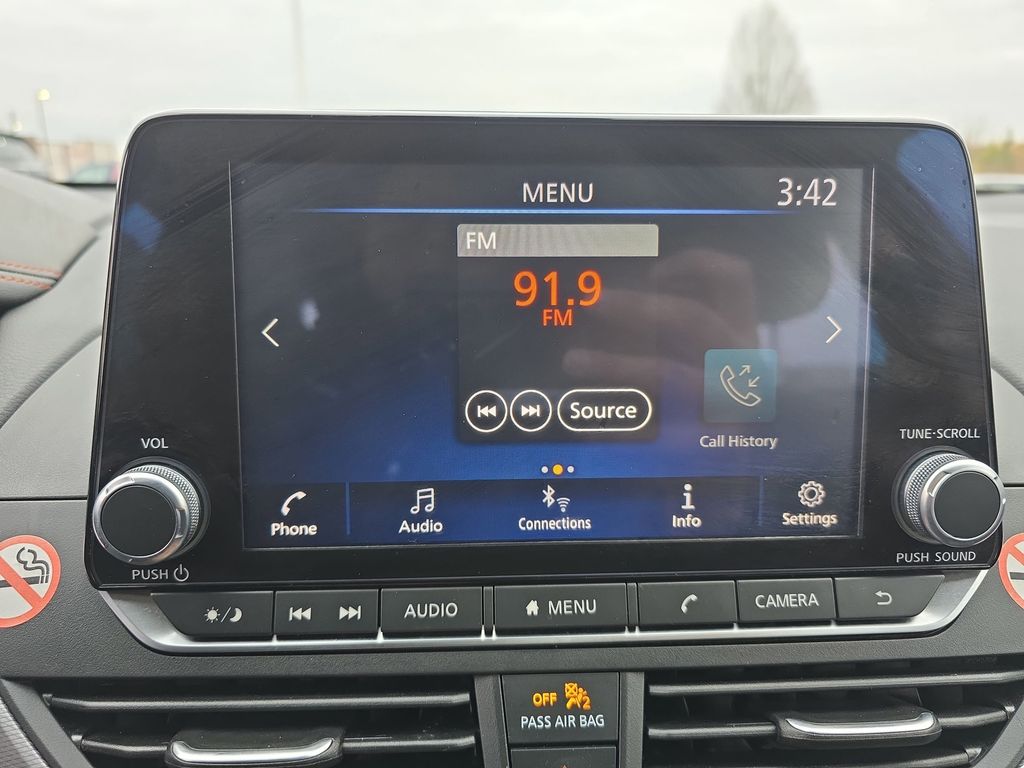 MENU
3:42
FM
91.9
FM
Source
Call History
Phone
Audio
Connections
Info
Settings
VOL
PUSH
TUNE·SCROLL
PUSH SOUND
AUDIO
MENU
CAMERA
OFF
2
PASS AIR BAG